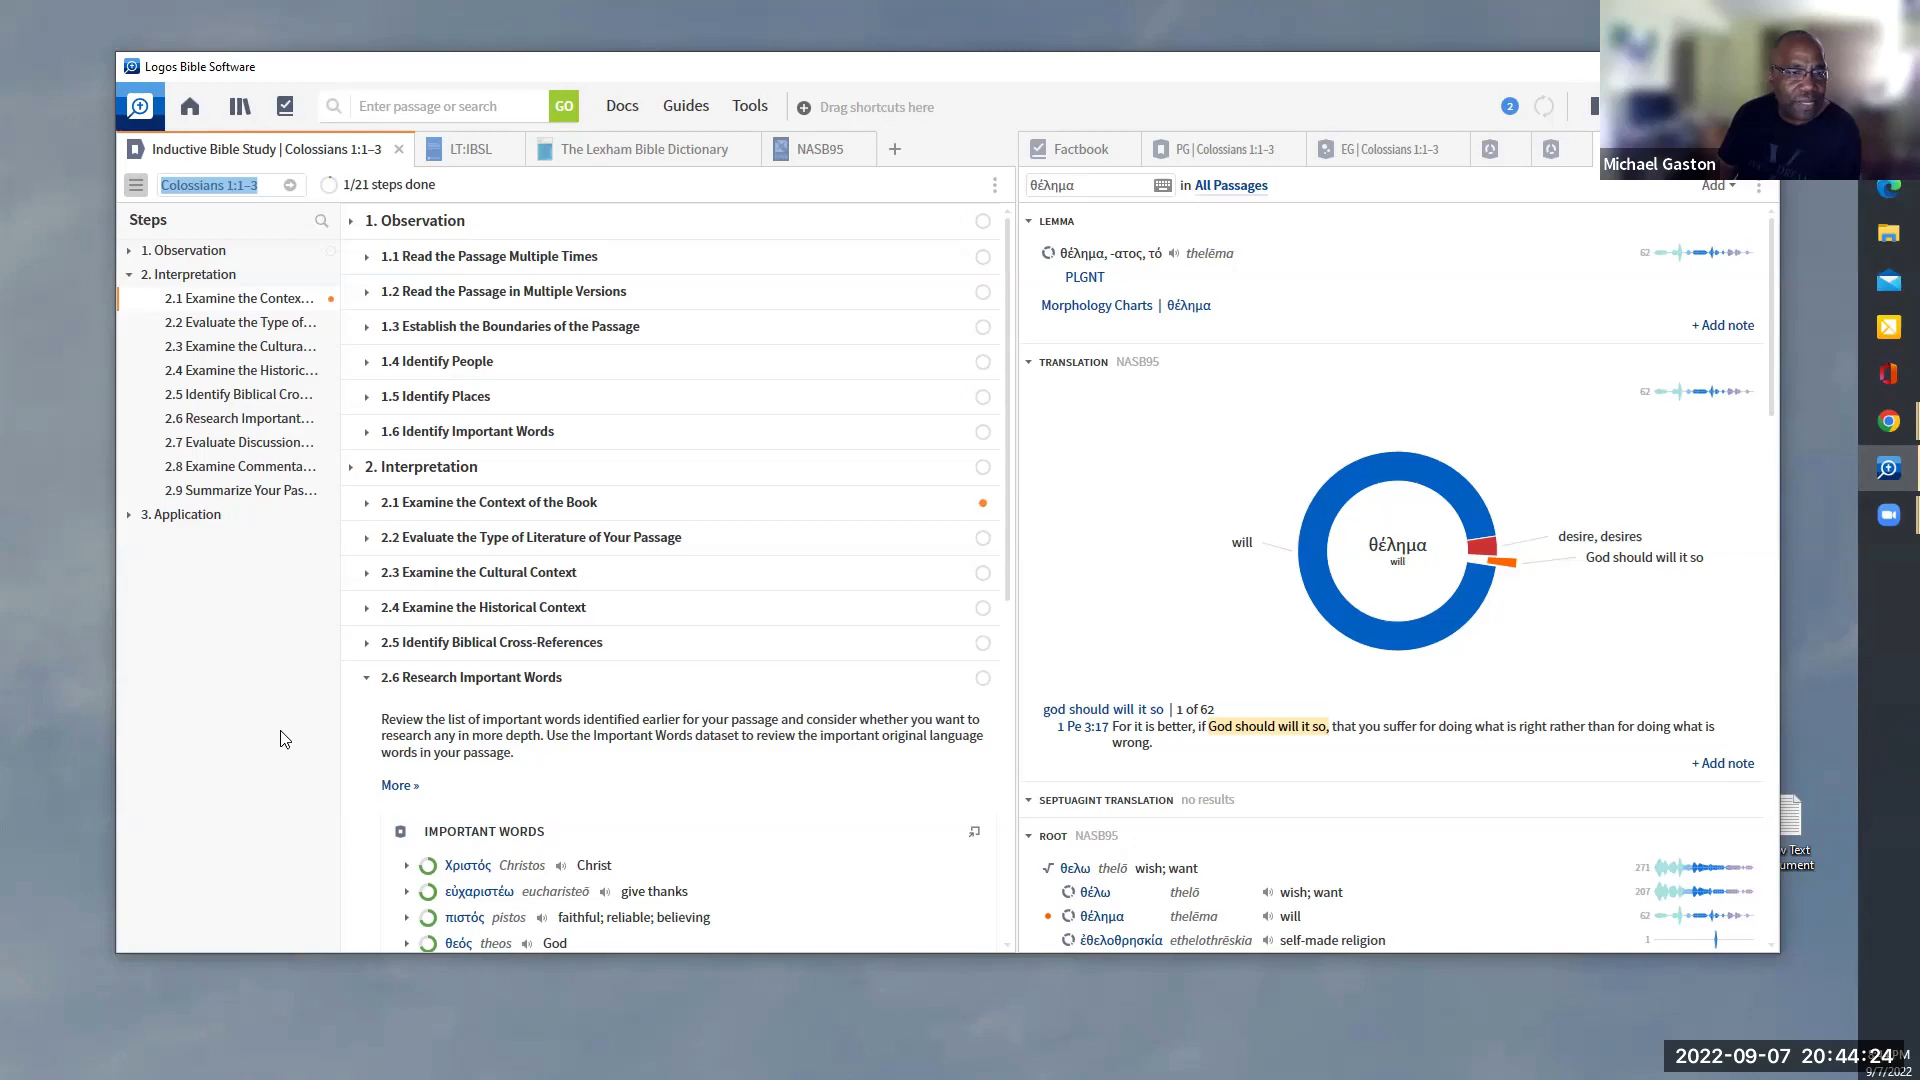 Logos Bible Software
Enter passage or search
GO
Docs
Guides
Tools
Drag shortcuts here
2
Michael Gaston
Inductive Bible Study | Colossians 1:1–3
LT:IBSL
The Lexham Bible Dictionary
NASB95
Factbook
PG | Colossians 1:1–3
EG | Colossians 1:1–3
Colossians 1:1–3
1/21 steps done
Steps
1. Observation
2. Interpretation
2.1 Examine the Contex...
2.2 Evaluate the Type of...
2.3 Examine the Cultura...
2.4 Examine the Historic...
2.5 Identify Biblical Cro...
2.6 Research Important...
2.7 Evaluate Discussion...
2.8 Examine Commenta...
2.9 Summarize Your Pas...
3. Application
1. Observation
1.1 Read the Passage Multiple Times
1.2 Read the Passage in Multiple Versions
1.3 Establish the Boundaries of the Passage
1.4 Identify People
1.5 Identify Places
1.6 Identify Important Words
2. Interpretation
2.1 Examine the Context of the Book
2.2 Evaluate the Type of Literature of Your Passage
2.3 Examine the Cultural Context
2.4 Examine the Historical Context
2.5 Identify Biblical Cross-References
2.6 Research Important Words
Review the list of important words identified earlier for your passage and consider whether you want to
research any in more depth. Use the Important Words dataset to review the important original language
words in your passage.
More »
IMPORTANT WORDS
Χριστός Christos Christ
εὐχαριστέω eucharisteō give thanks
πιστός pistos faithful; reliable; believing
θεός theos God
θέλημα
in All Passages
Add
LEMMA
θέλημα, -ατος, τό thelēma
62
PLGNT
Morphology Charts | θέλημα
+ Add note
TRANSLATION NASB95
62
will
θέλημα
will
desire, desires
God should will it so
god should will it so | 1 of 62
1 Pe 3:17 For it is better, if God should will it so, that you suffer for doing what is right rather than for doing what is
wrong.
+ Add note
SEPTUAGINT TRANSLATION no results
ROOT NASB95
θελω thelō wish; want 271
θέλω thelō wish; want 207
θέλημα thelēma will 62
ἐθελοθρησκία ethelothrēskia self-made religion 1
2022-09-07 20:44:24
PM
9/7/2022